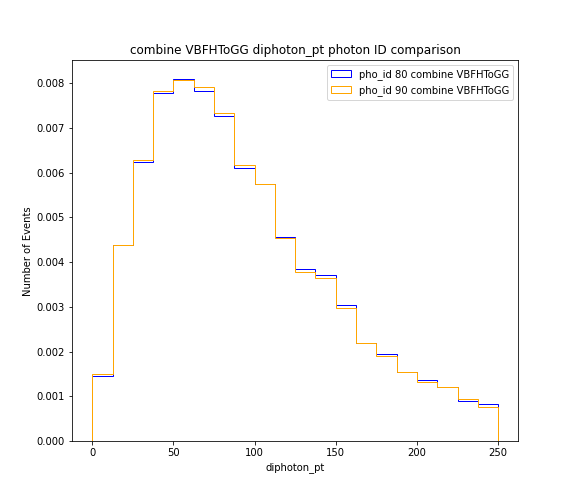 combine VBFHToGG diphoton_pt photon ID comparison
pho_id 80 combine VBFHToGG
pho_id 90 combine VBFHToGG
Number of Events
0.008
0.007
0.006
0.005
0.004
0.003
0.002
0.001
0.000
0 50 100 150 200 250
diphoton_pt